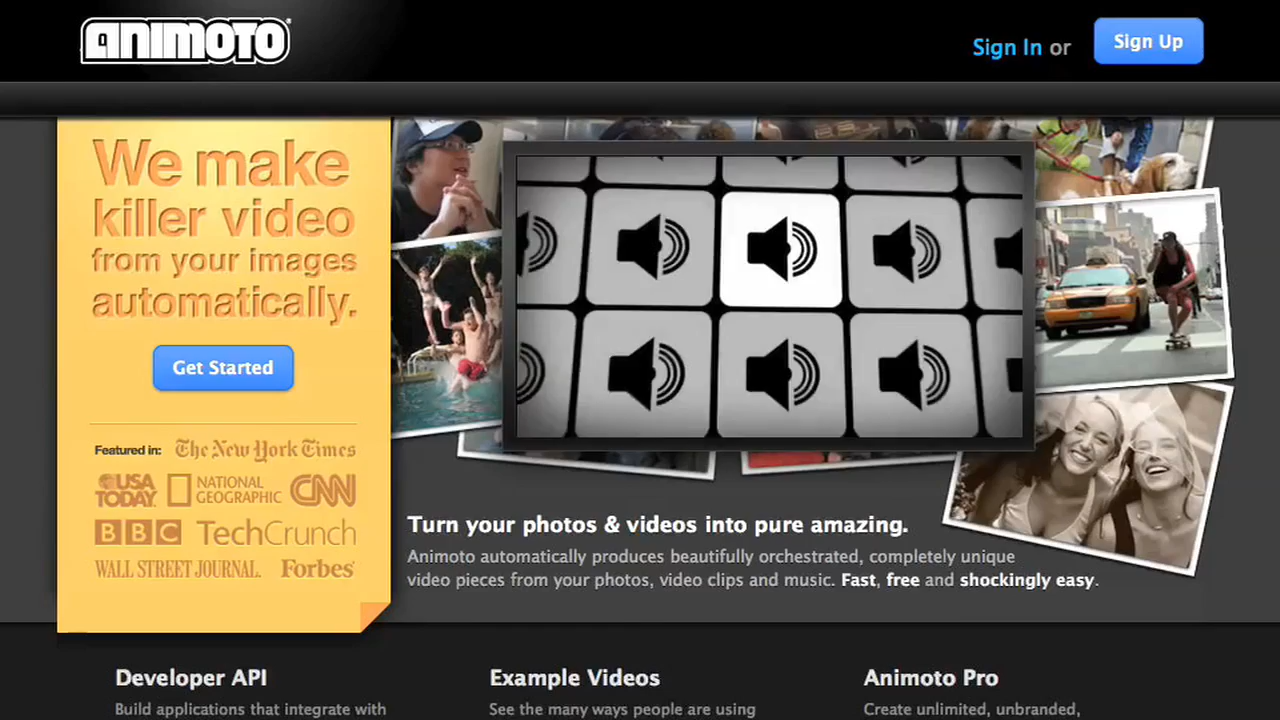 animoto
Sign In or
Sign Up
We make
killer video
from your images
automatically.
Get Started
Featured in: The New York Times
USA TODAY NATIONAL GEOGRAPHIC CNN
BBC TechCrunch
WALL STREET JOURNAL. Forbes
Turn your photos & videos into pure amazing.
Animoto automatically produces beautifully orchestrated, completely unique
video pieces from your photos, video clips and music. Fast, free and shockingly easy.
Developer API
Build applications that integrate with
Example Videos
See the many ways people are using
Animoto Pro
Create unlimited, unbranded,